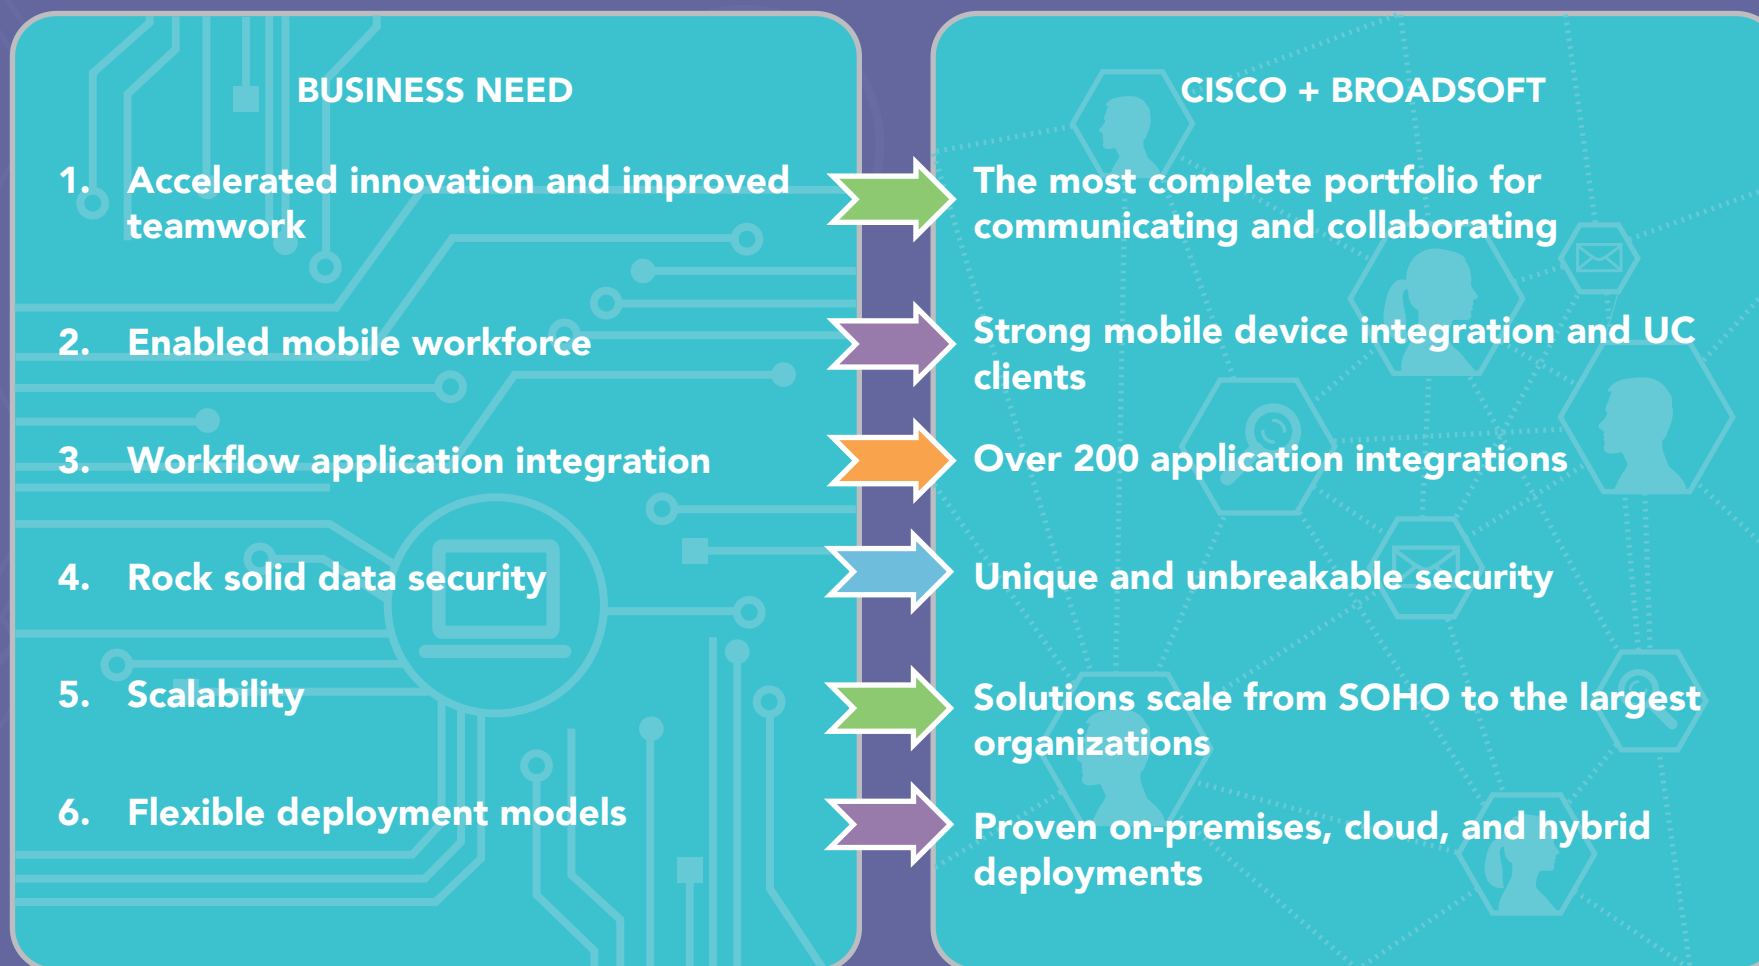 BUSINESS NEED
1. Accelerated innovation and improved
teamwork
2. Enabled mobile workforce
3. Workflow application integration
4. Rock solid data security
5. Scalability
6. Flexible deployment models
CISCO + BROADSOFT
The most complete portfolio for
communicating and collaborating
Strong mobile device integration and UC
clients
Over 200 application integrations
Unique and unbreakable security
Solutions scale from SOHO to the largest
organizations
Proven on-premises, cloud, and hybrid
deployments